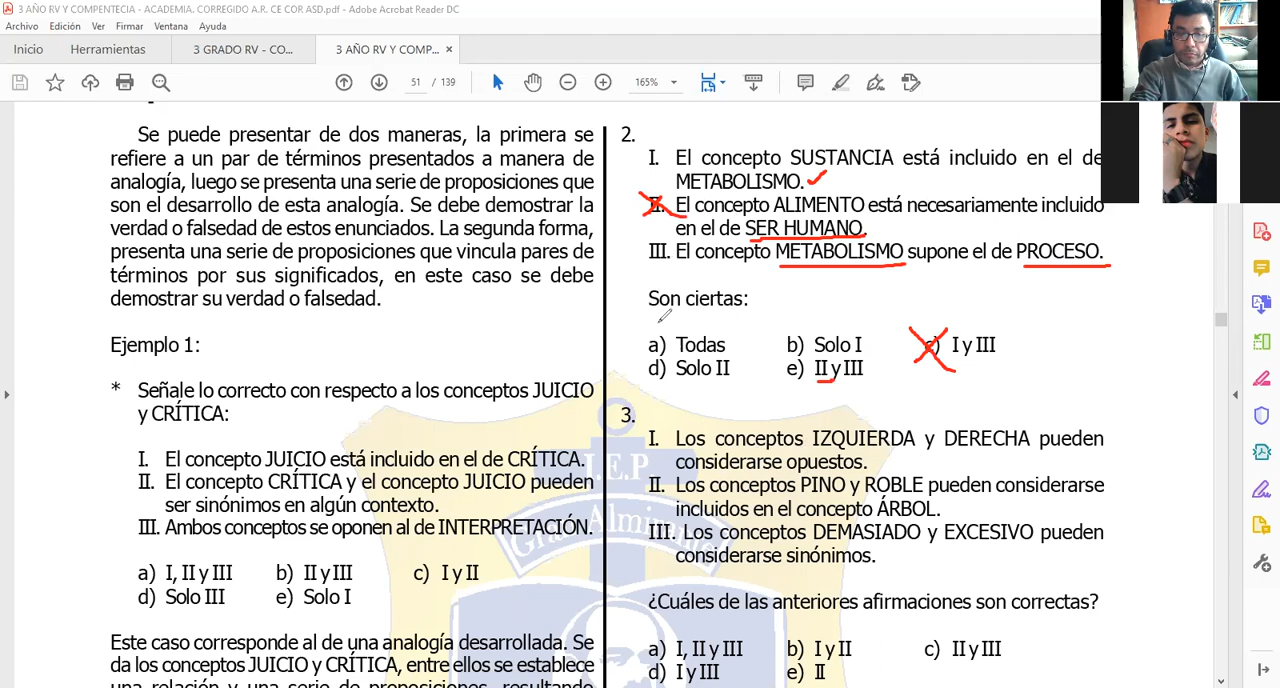 3 AÑO RV Y COMPENTECIA - ACADEMIA. CORREGIDO A.R. CE COR ASD.pdf - Adobe Acrobat Reader DC
Archivo Edición Ver Firmar Ventana Ayuda
Inicio Herramientas 3 GRADO RV - CO... 3 AÑO RV Y COMP... ×
51 / 139 165%
Se puede presentar de dos maneras, la primera se
refiere a un par de términos presentados a manera de
analogía, luego se presenta una serie de proposiciones que
son el desarrollo de esta analogía. Se debe demostrar la
verdad o falsedad de estos enunciados. La segunda forma,
presenta una serie de proposiciones que vincula pares de
términos por sus significados, en este caso se debe
demostrar su verdad o falsedad.
Ejemplo 1:
* Señale lo correcto con respecto a los conceptos JUICIO
y CRÍTICA:
I. El concepto JUICIO está incluido en el de CRÍTICA.
II. El concepto CRÍTICA y el concepto JUICIO pueden
ser sinónimos en algún contexto.
III. Ambos conceptos se oponen al de INTERPRETACIÓN.
a) I, II y III b) II y III c) I y II
d) Solo III e) Solo I
Este caso corresponde al de una analogía desarrollada. Se
da los conceptos JUICIO y CRÍTICA, entre ellos se establece
una relación y una serie de proposiciones, resultando
2.
I. El concepto SUSTANCIA está incluido en el de
METABOLISMO.
II. El concepto ALIMENTO está necesariamente incluido
en el de SER HUMANO.
III. El concepto METABOLISMO supone el de PROCESO.
Son ciertas:
a) Todas b) Solo I c) I y III
d) Solo II e) II y III
3.
I. Los conceptos IZQUIERDA y DERECHA pueden
considerarse opuestos.
II. Los conceptos PINO y ROBLE pueden considerarse
incluidos en el concepto ÁRBOL.
III. Los conceptos DEMASIADO y EXCESIVO pueden
considerarse sinónimos.
¿Cuáles de las anteriores afirmaciones son correctas?
a) I, II y III b) I y II c) II y III
d) I y III e) II
I.E.P
Gran Almirante